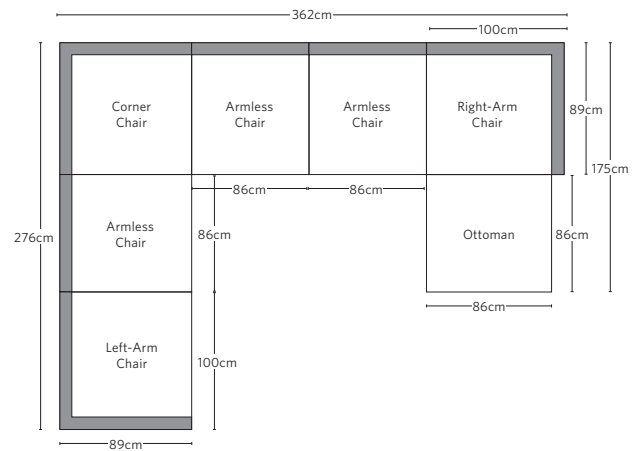 362cm
100cm
Corner
Chair
Armless
Chair
Armless
Chair
Right-Arm
Chair
89cm
175cm
86cm
86cm
276cm
Armless
Chair
86cm
Ottoman
86cm
86cm
Left-Arm
Chair
100cm
89cm